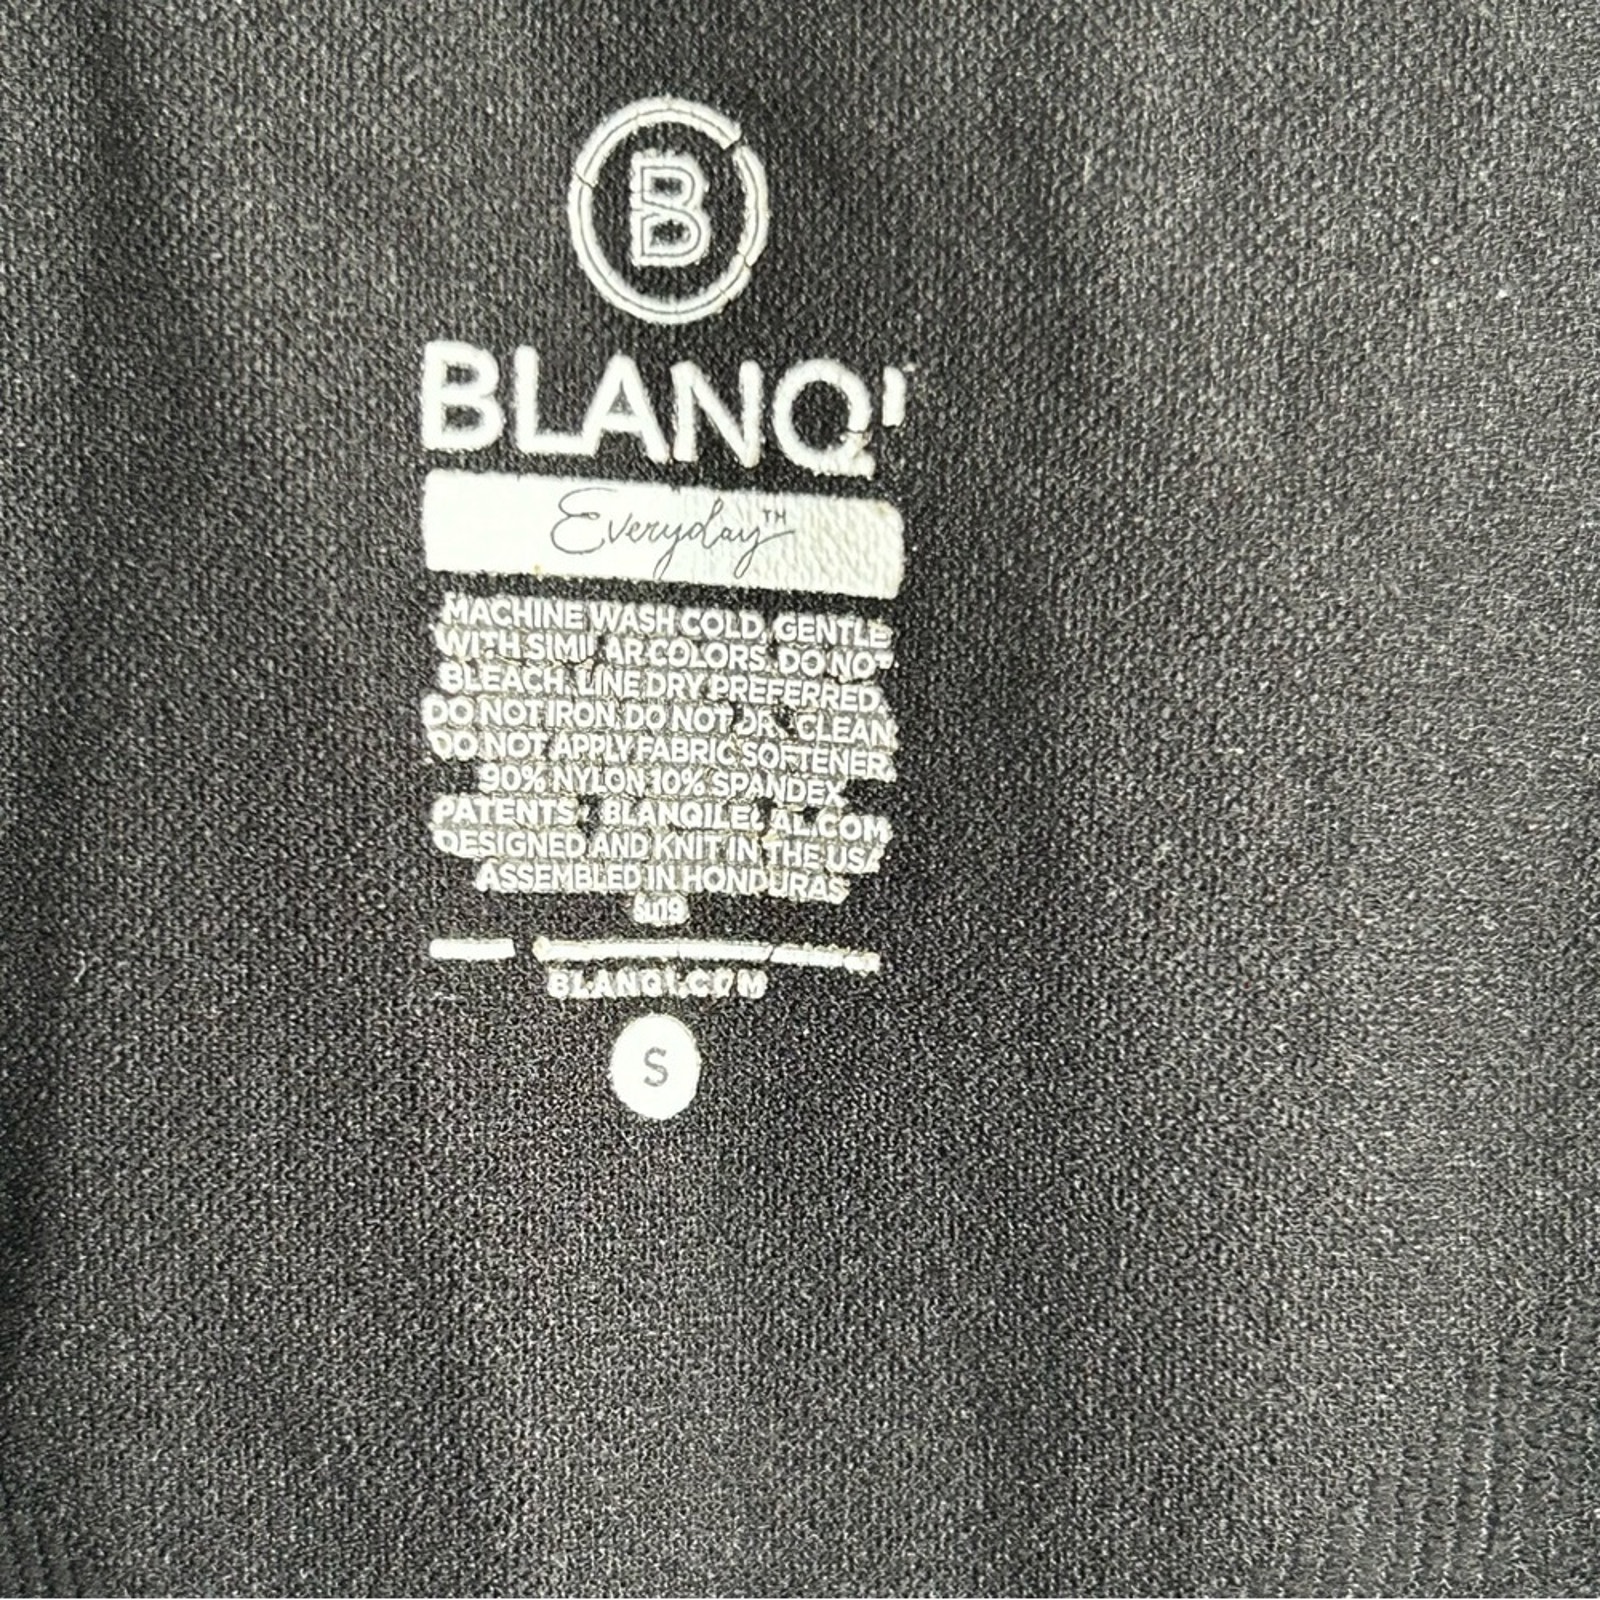 B
BLANQI
Everyday™
MACHINE WASH COLD, GENTLE
WITH SIMILAR COLORS. DO NOT
BLEACH. LINE DRY PREFERRED.
DO NOT IRON. DO NOT DRY CLEAN
DO NOT APPLY FABRIC SOFTENER.
90% NYLON 10% SPANDEX
PATENTS: BLANQILEGAL.COM
DESIGNED AND KNIT IN THE USA
ASSEMBLED IN HONDURAS
BLANQI.COM
S